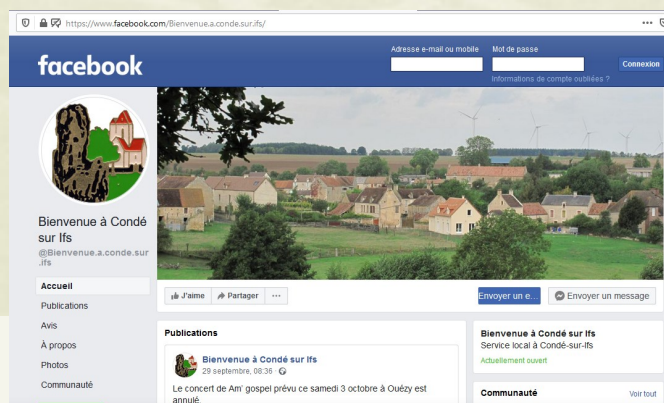 https://www.facebook.com/Bienvenue.a.conde.sur.ifs/
Adresse e-mail ou mobile
Mot de passe
facebook
Connexion
Informations de compte oubliées ?
Bienvenue à Condé
sur Ifs
@Bienvenue.a.conde.sur
.ifs
Accueil
Publications
Avis
À propos
Photos
Communauté
J'aime
Partager
Envoyer un e...
Envoyer un message
Publications
Bienvenue à Condé sur Ifs
29 septembre, 08:36 ·
Le concert de Am' gospel prévu ce samedi 3 octobre à Ouézy est
annulé
Bienvenue à Condé sur Ifs
Service local à Condé-sur-Ifs
Actuellement ouvert
Communauté
Voir tout